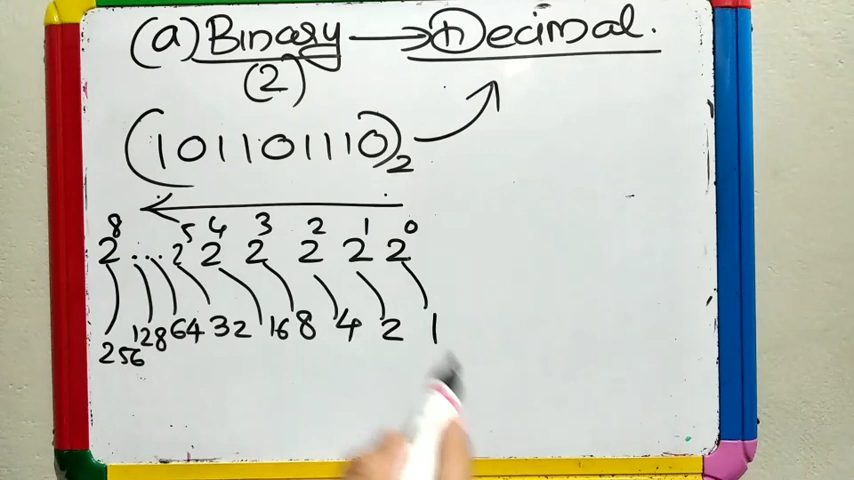 (a) Binary → Decimal.
(2)
(101101110)₂
2⁸ ... 2⁵ 2⁴ 2³ 2² 2¹ 2⁰
256 128 64 32 16 8 4 2 1